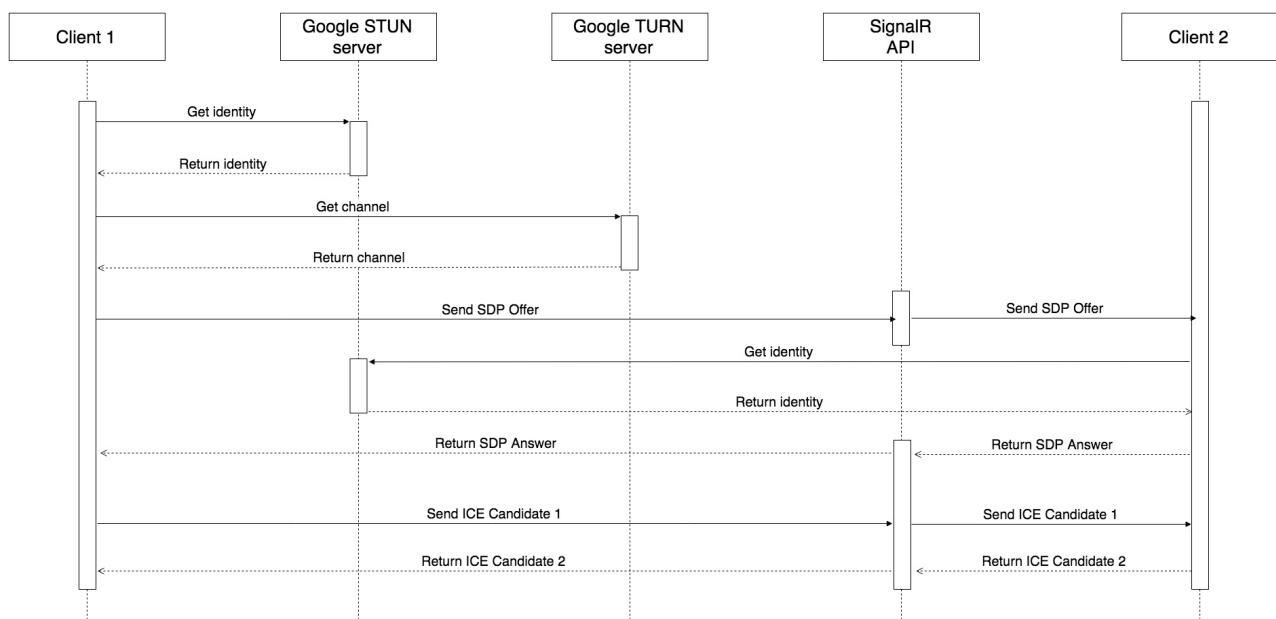 Client 1
Google STUN
server
Google TURN
server
SignalR
API
Client 2
Get identity
Return identity
Get channel
Return channel
Send SDP Offer
Send SDP Offer
Get identity
Return identity
Return SDP Answer
Return SDP Answer
Send ICE Candidate 1
Send ICE Candidate 1
Return ICE Candidate 2
Return ICE Candidate 2